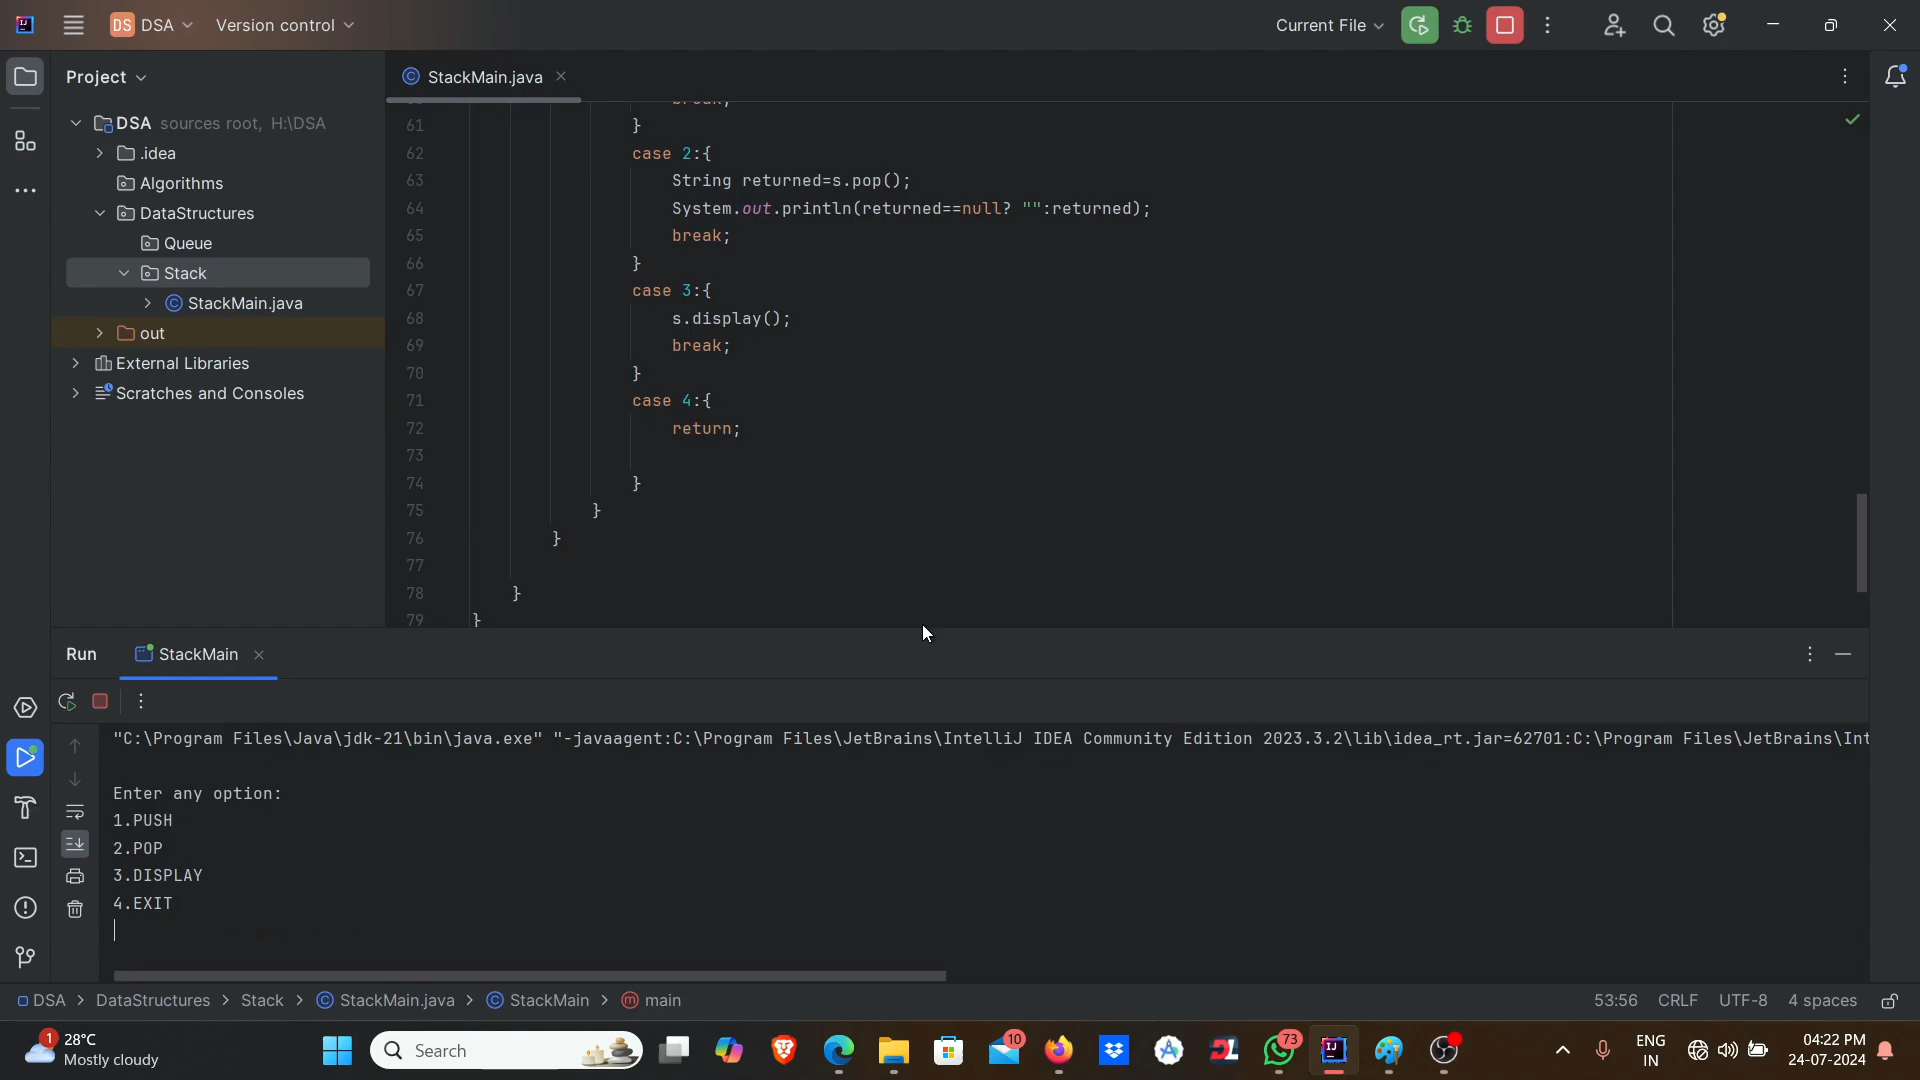 DS DSA Version control Current File
Project
StackMain.java
DSA sources root, H:\DSA
.idea
Algorithms
DataStructures
Queue
Stack
StackMain.java
out
External Libraries
Scratches and Consoles
61 }
62 case 2:{
63 String returned=s.pop();
64 System.out.println(returned==null? "":returned);
65 break;
66 }
67 case 3:{
68 s.display();
69 break;
70 }
71 case 4:{
72 return;
73
74 }
75 }
76 }
77
78 }
79 }
Run StackMain
"C:\Program Files\Java\jdk-21\bin\java.exe" "-javaagent:C:\Program Files\JetBrains\IntelliJ IDEA Community Edition 2023.3.2\lib\idea_rt.jar=62701:C:\Program Files\JetBrains\Int
Enter any option:
1.PUSH
2.POP
3.DISPLAY
4.EXIT
DSA > DataStructures > Stack > StackMain.java > StackMain > main 53:56 CRLF UTF-8 4 spaces
1 28°C
Mostly cloudy
Search
10
73
ENG
IN
04:22 PM
24-07-2024